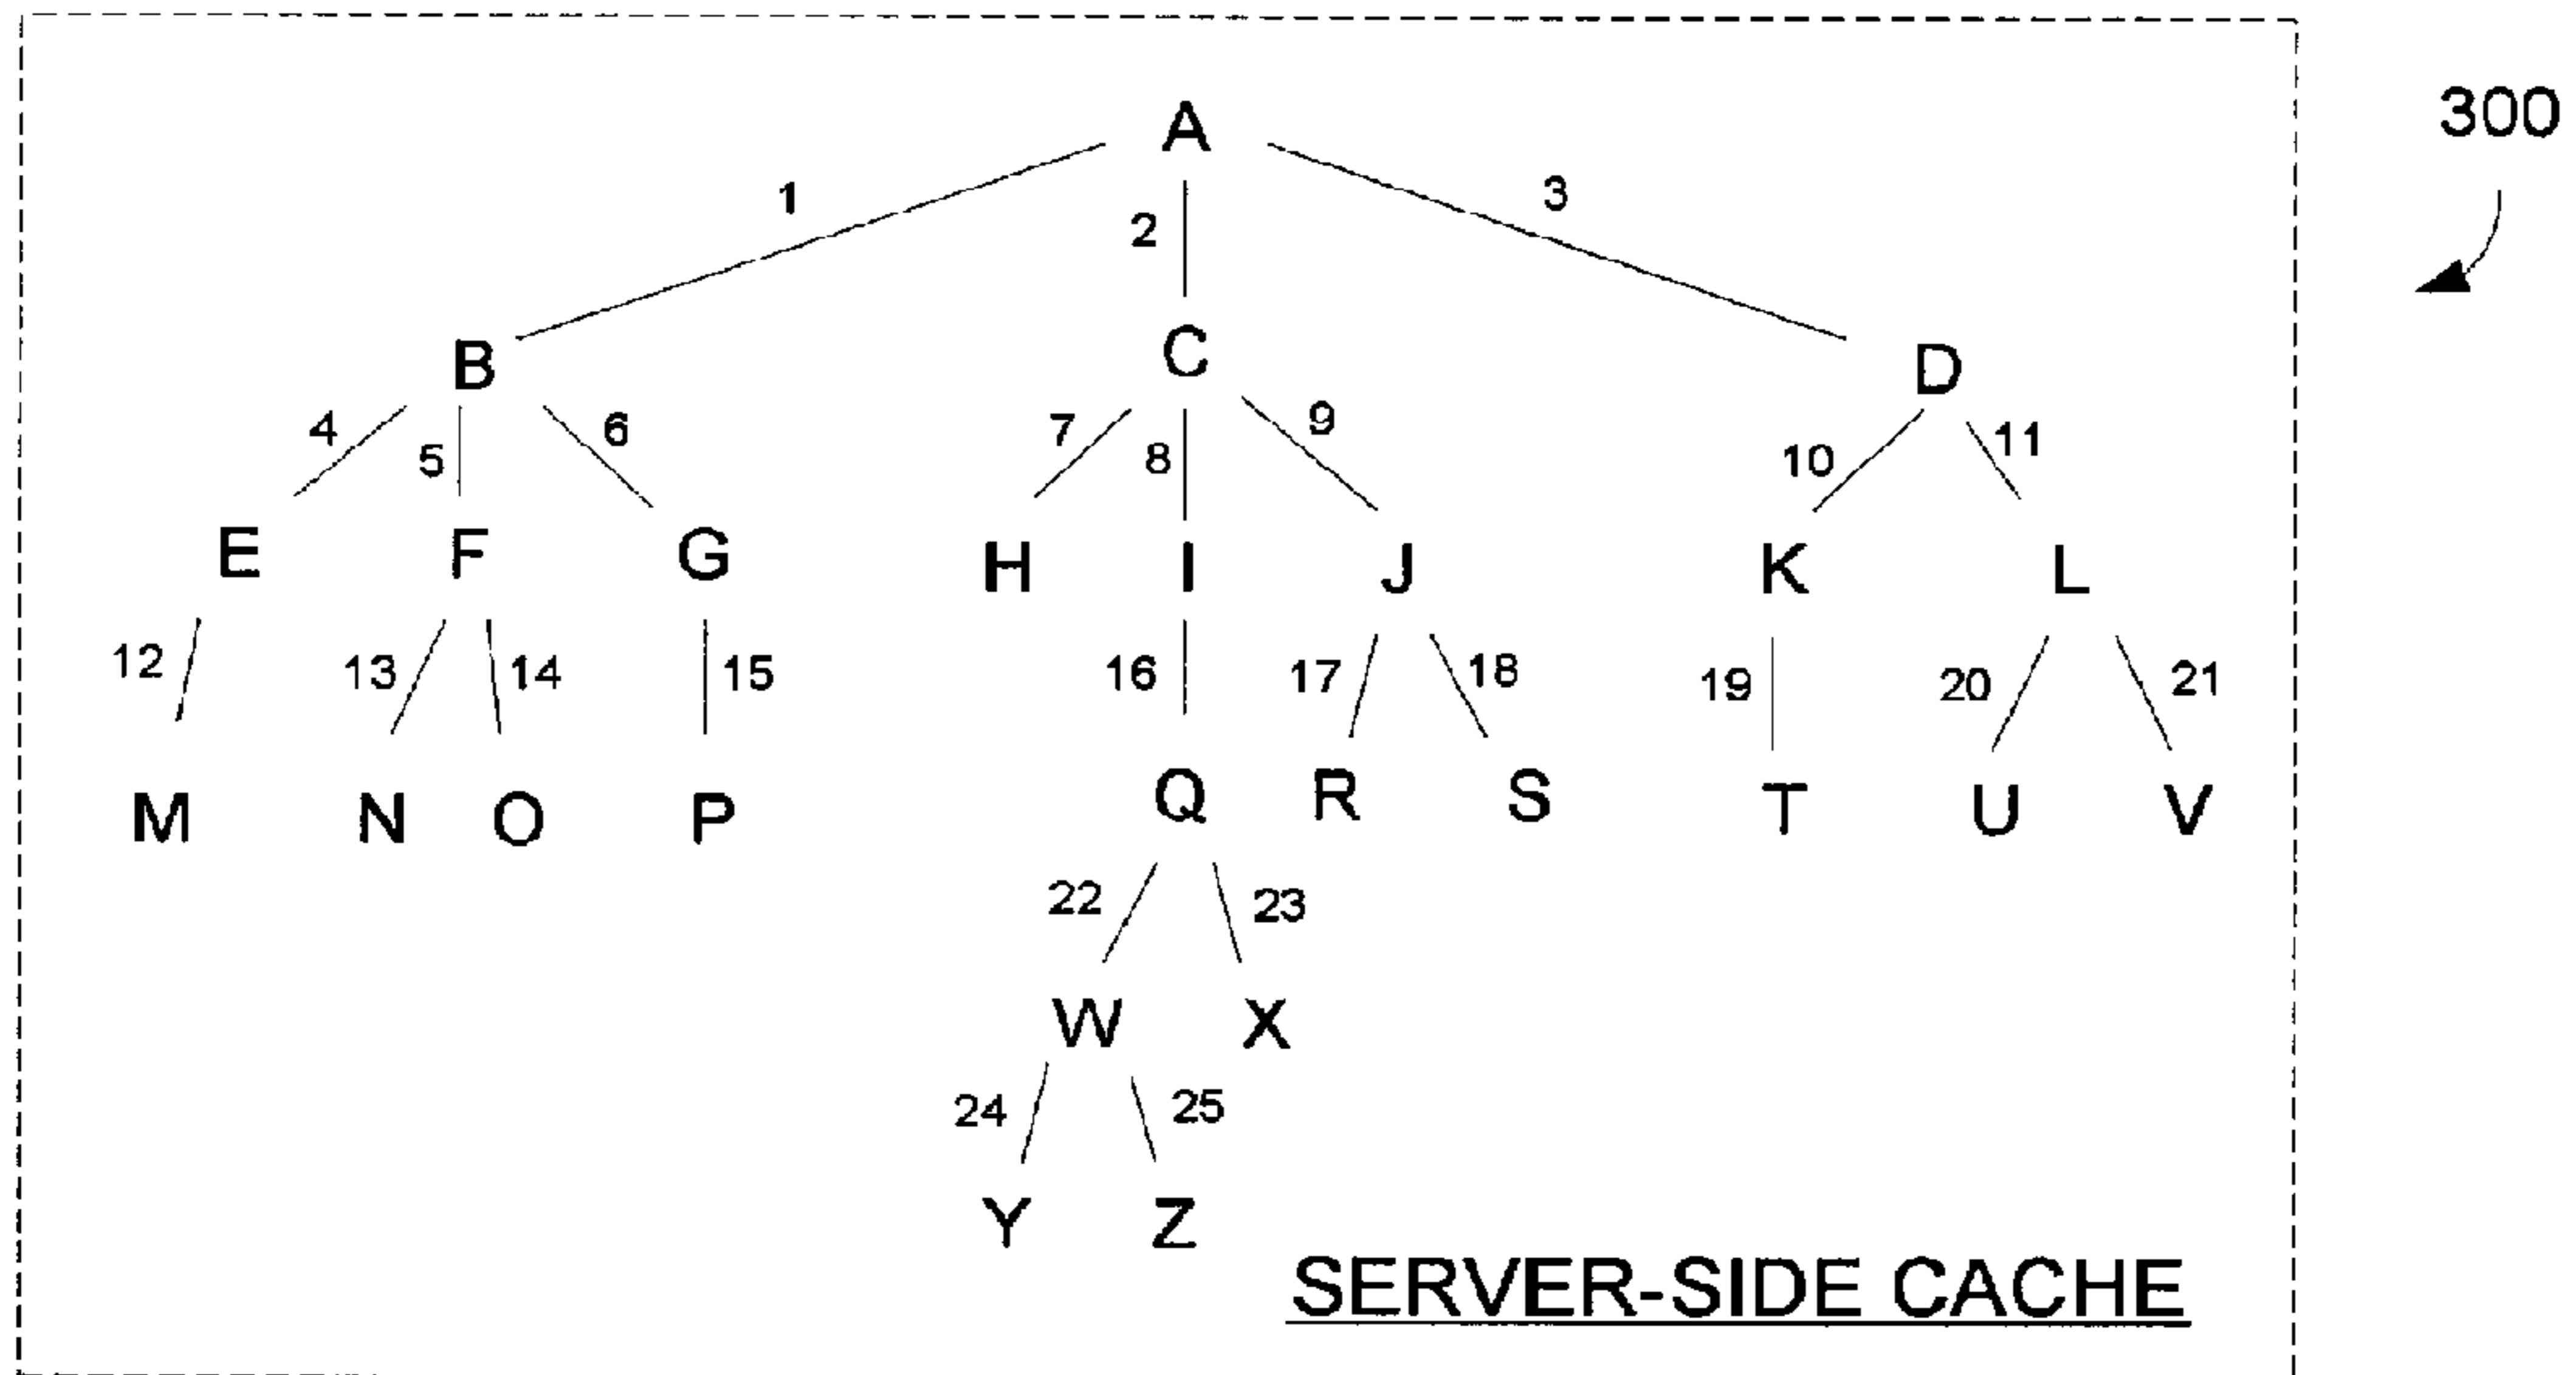 300
A
1 2 3
B C D
4 5 6 7 8 9 10 11
E F G H I J K L
12 13 14 15 16 17 18 19 20 21
M N O P Q R S T U V
22 23
W X
24 25
Y Z
SERVER-SIDE CACHE